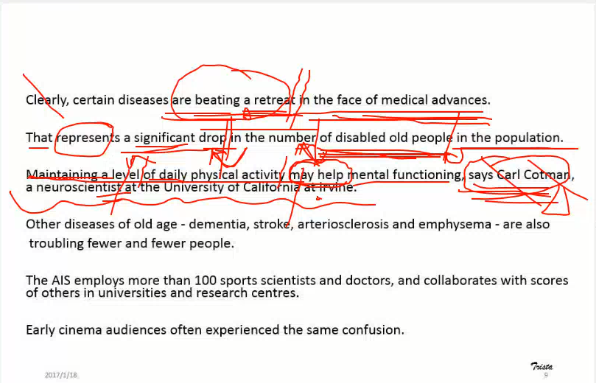 Clearly, certain diseases are beating a retreat in the face of medical advances.
That represents a significant drop in the number of disabled old people in the population.
Maintaining a level of daily physical activity may help mental functioning, says Carl Cotman,
a neuroscientist at the University of California at Irvine.
Other diseases of old age - dementia, stroke, arteriosclerosis and emphysema - are also
troubling fewer and fewer people.
The AIS employs more than 100 sports scientists and doctors, and collaborates with scores
of others in universities and research centres.
Early cinema audiences often experienced the same confusion.
2017/1/18
Trista
9